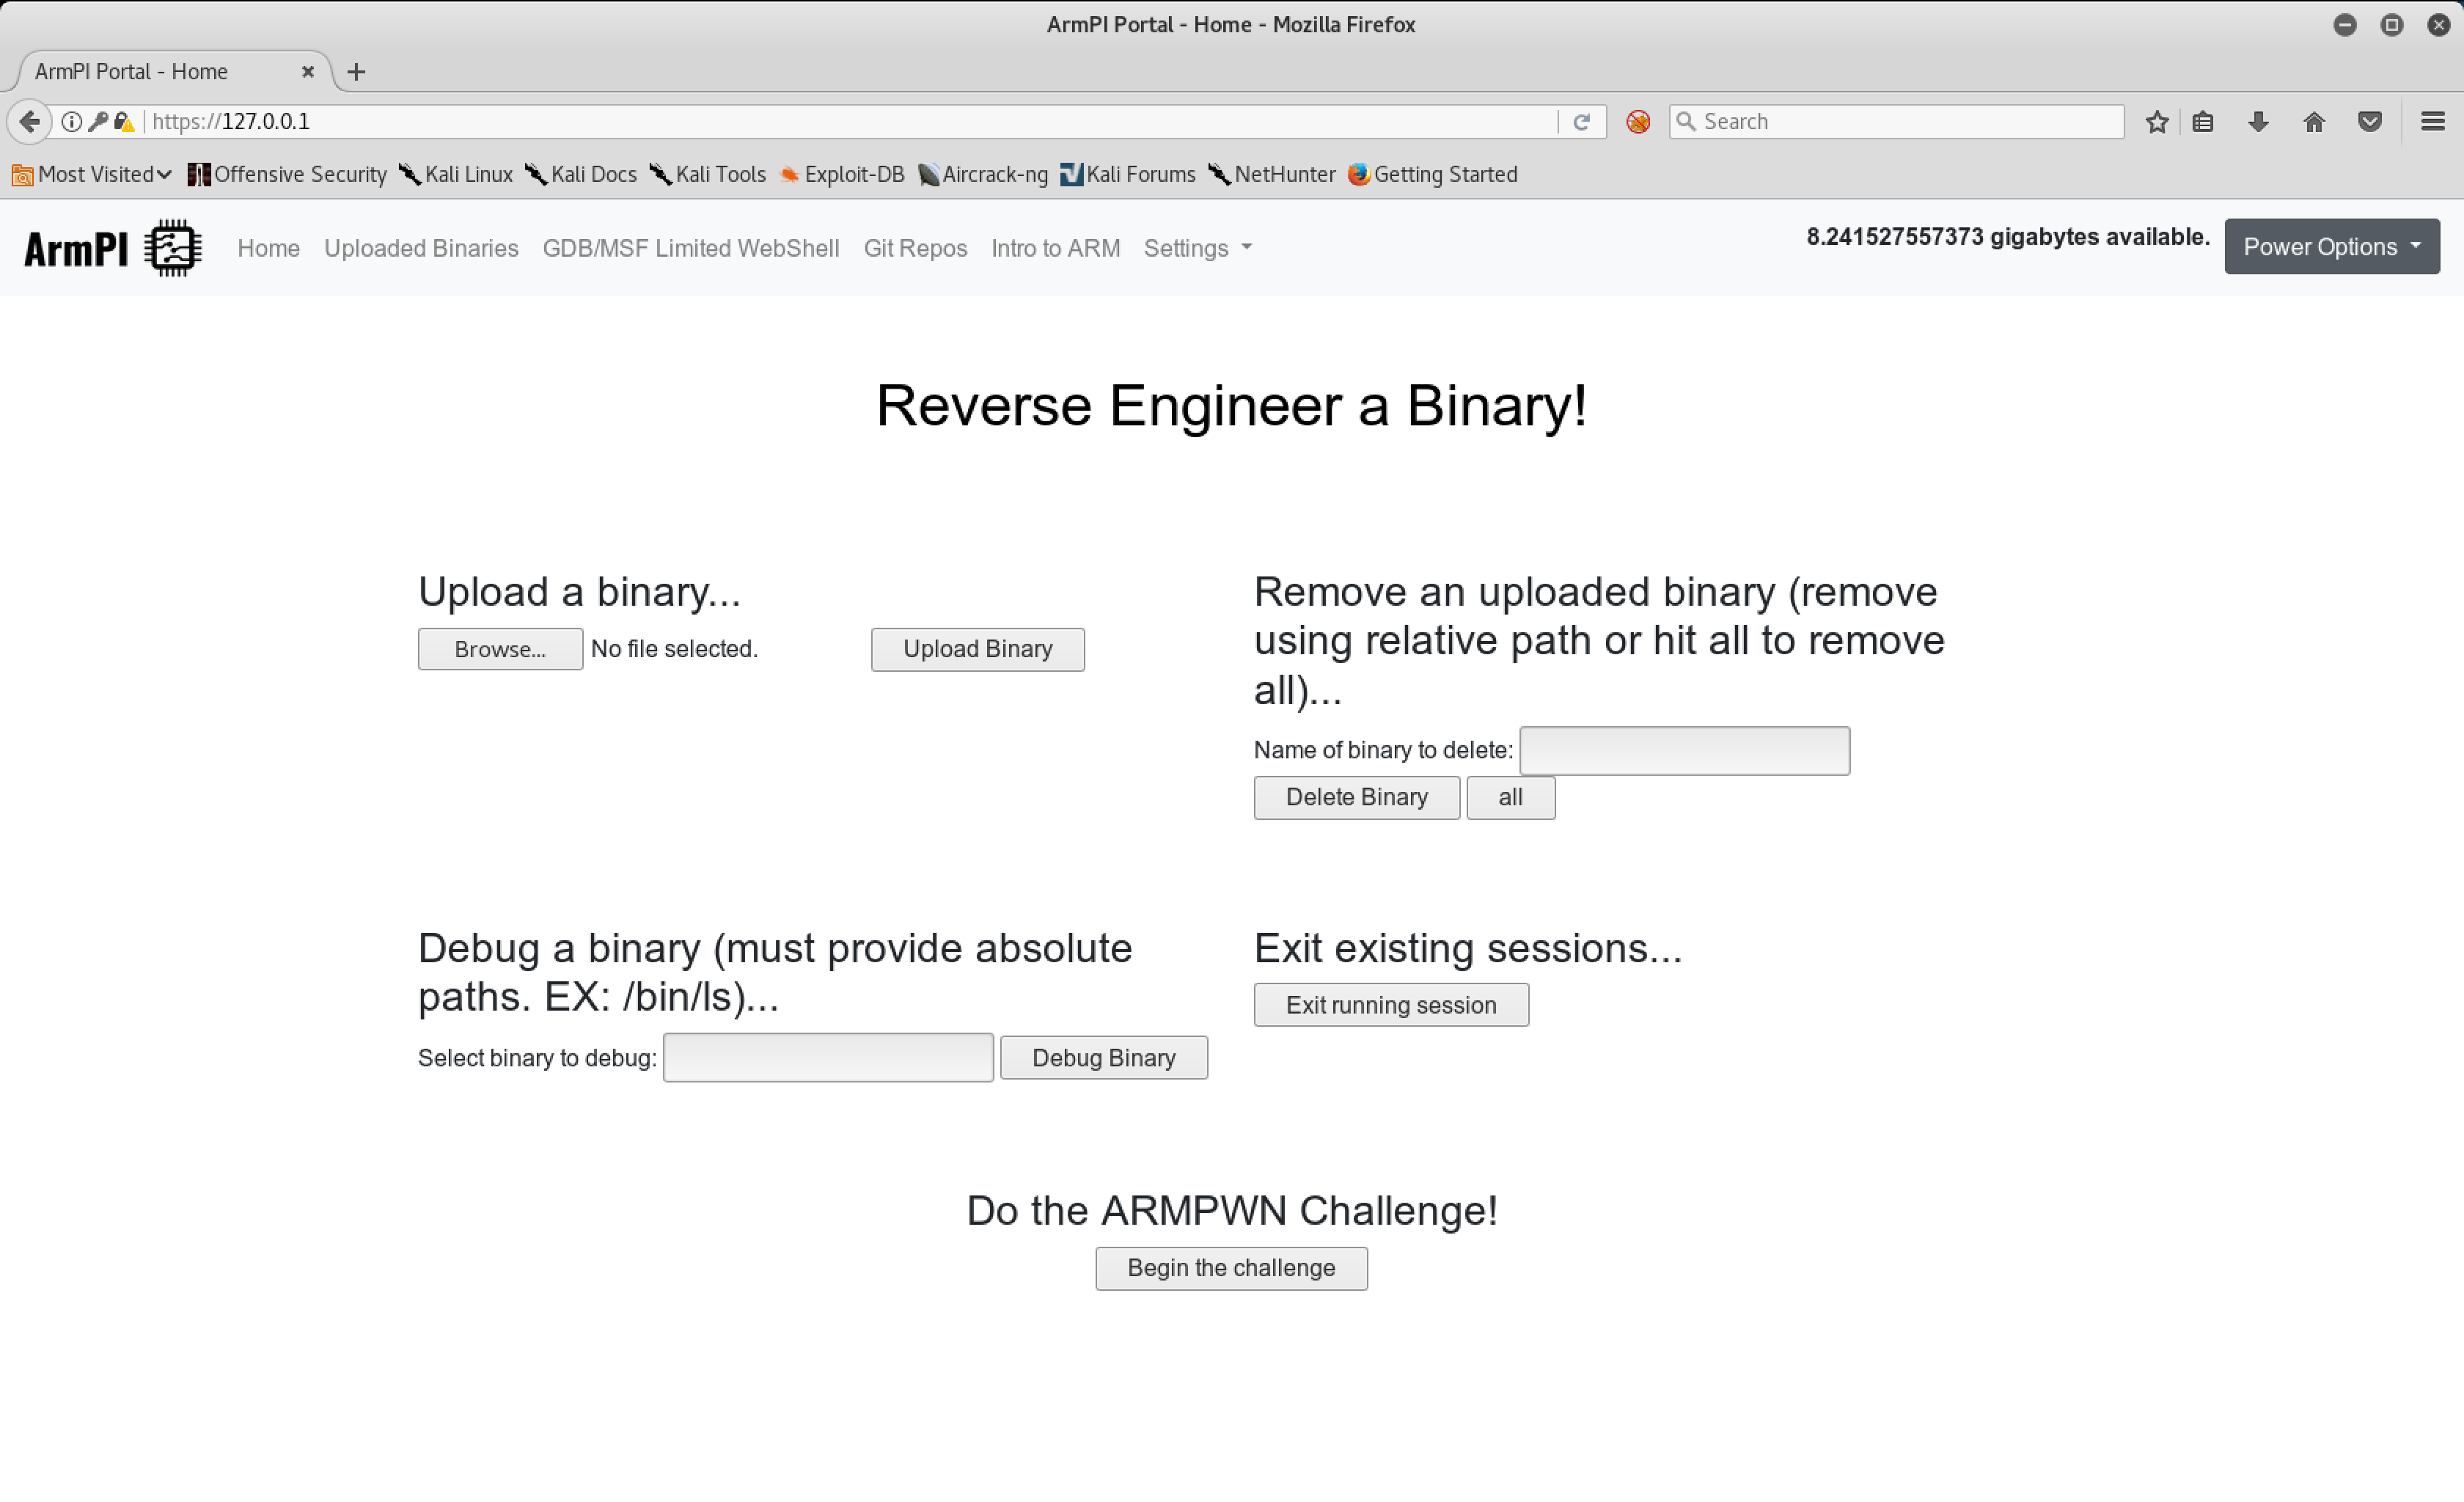 ArmPI Portal - Home - Mozilla Firefox
ArmPI Portal - Home
https://127.0.0.1
Search
Most Visited Offensive Security Kali Linux Kali Docs Kali Tools Exploit-DB Aircrack-ng Kali Forums NetHunter Getting Started
ArmPI Home Uploaded Binaries GDB/MSF Limited WebShell Git Repos Intro to ARM Settings 8.241527557373 gigabytes available. Power Options
Reverse Engineer a Binary!
Upload a binary...
Browse... No file selected. Upload Binary
Remove an uploaded binary (remove
using relative path or hit all to remove
all)...
Name of binary to delete:
Delete Binary all
Debug a binary (must provide absolute
paths. EX: /bin/ls)...
Select binary to debug: Debug Binary
Exit existing sessions...
Exit running session
Do the ARMPWN Challenge!
Begin the challenge